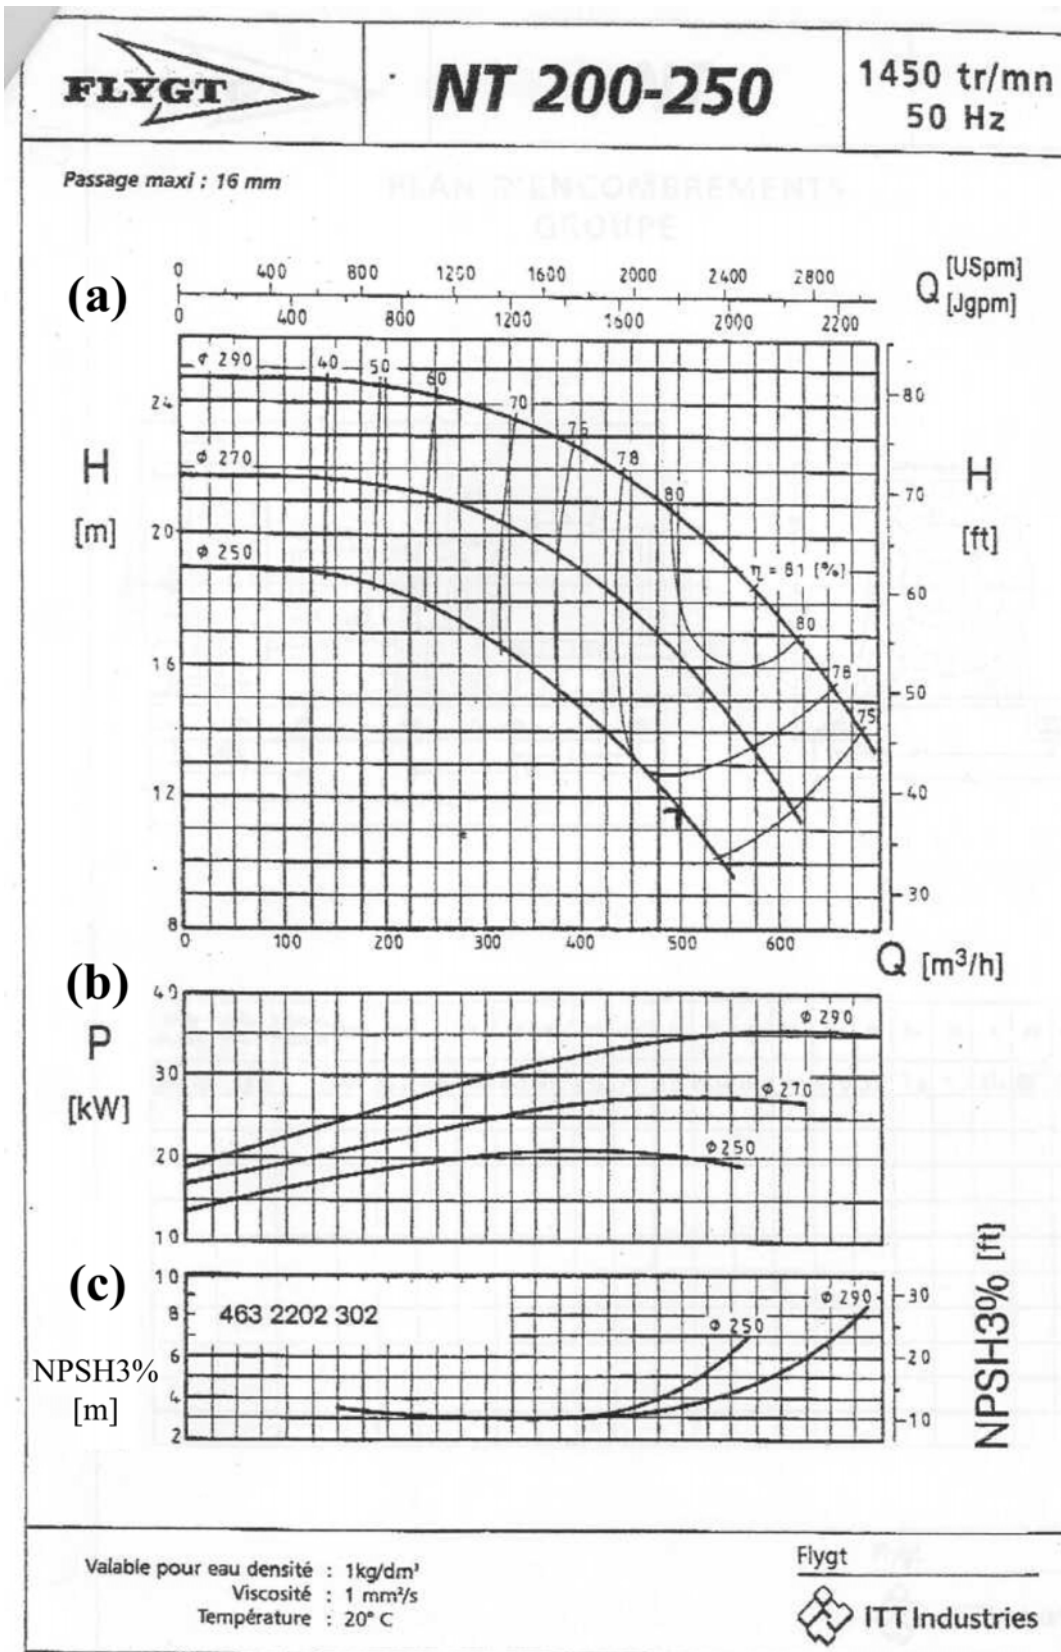 FLYGT
NT 200-250
1450 tr/mn
50 Hz
Passage maxi : 16 mm
PLAN D'ENCOMBREMENTS
GROUPE
(a)
0 400 800 1200 1600 2000 2400 2800
Q [USpm]
[Jgpm]
0 400 800 1200 1600 2000 2200
ϕ 290 40 50 60 70 75 78 80
24
80
H
[m]
ϕ 270
H
[ft]
70
20
ϕ 250
η = 81 [%]
60
80
16
78
50
75
12
40
30
8
0 100 200 300 400 500 600
Q [m³/h]
(b)
40
P
[kW]
ϕ 290
30
ϕ 270
20
ϕ 250
10
(c)
10
8
6
4
2
463 2202 302
ϕ 250
ϕ 290
30
20
10
NPSH3%
[m]
NPSH3% [ft]
Valable pour eau densité : 1kg/dm³
Viscosité : 1 mm²/s
Température : 20° C
Flygt
ITT Industries